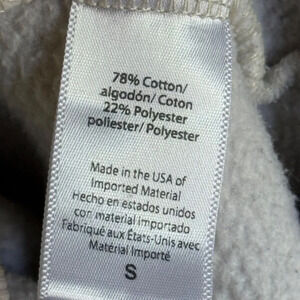 78% Cotton/
algodón/ Coton
22% Polyester
poliester/ Polyester
Made in the USA of
Imported Material
Hecho en estados unidos
con material importado
Fabriqué aux États-Unis avec
Matérial Importé
S